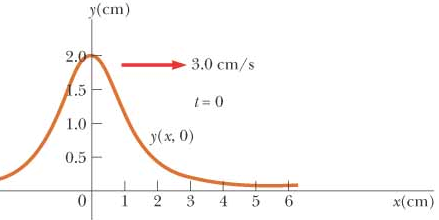 y(cm)
2.0
3.0 cm/s
1.5
t = 0
1.0
y(x, 0)
0.5
0 1 2 3 4 5 6
x(cm)